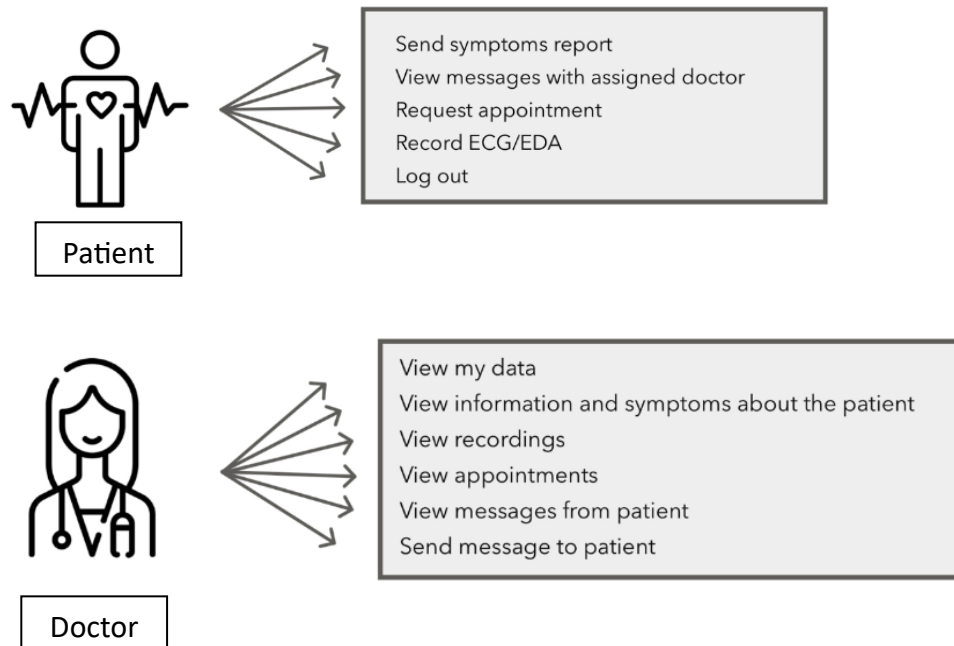 Send symptoms report
View messages with assigned doctor
Request appointment
Record ECG/EDA
Log out
Patient
View my data
View information and symptoms about the patient
View recordings
View appointments
View messages from patient
Send message to patient
Doctor